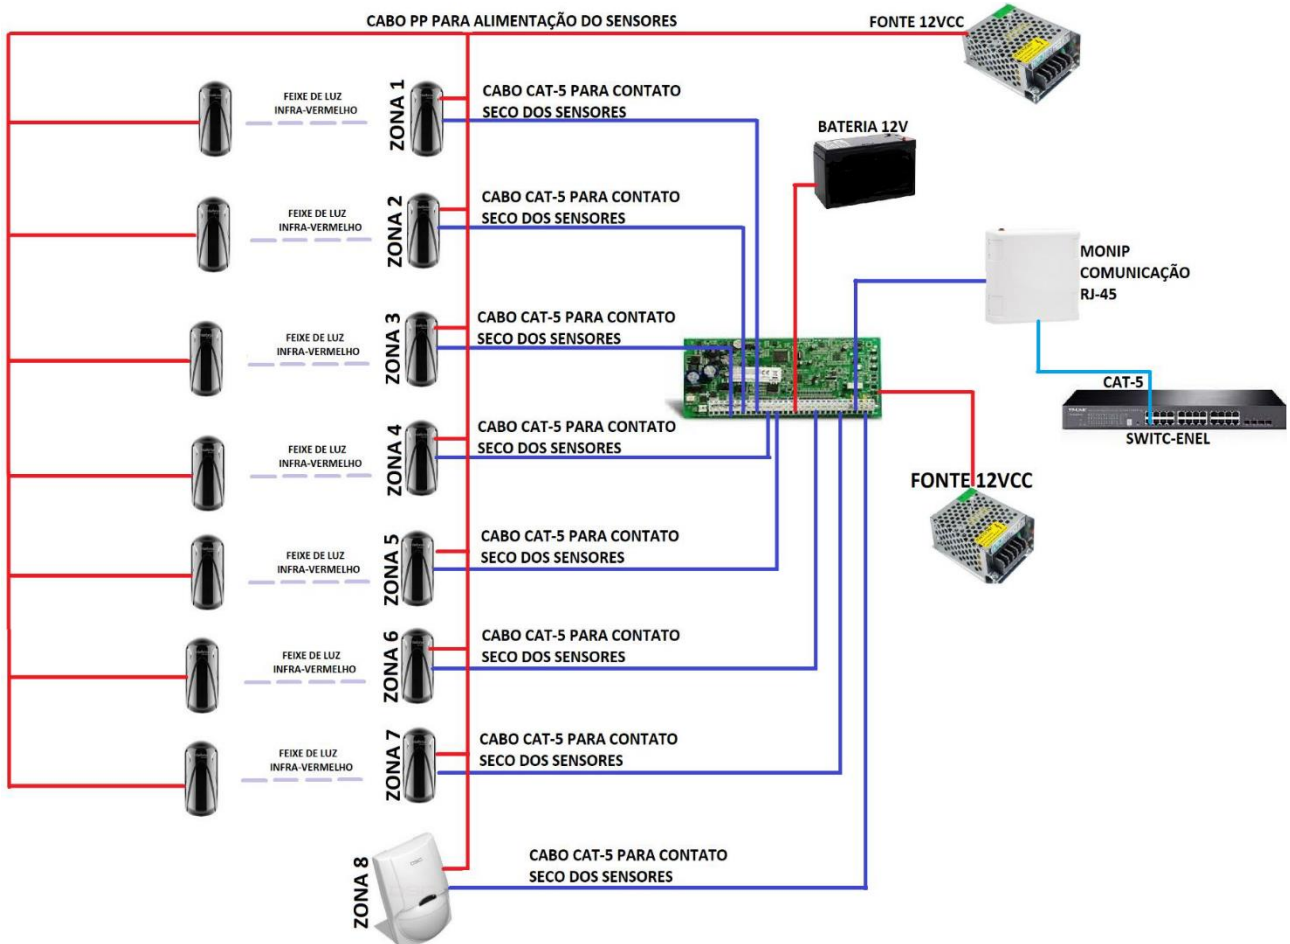 CABO PP PARA ALIMENTAÇÃO DO SENSORES
FONTE 12VCC
FEIXE DE LUZ
INFRA-VERMELHO
ZONA 1
CABO CAT-5 PARA CONTATO
SECO DOS SENSORES
BATERIA 12V
FEIXE DE LUZ
INFRA-VERMELHO
ZONA 2
CABO CAT-5 PARA CONTATO
SECO DOS SENSORES
MONIP
COMUNICAÇÃO
RJ-45
FEIXE DE LUZ
INFRA-VERMELHO
ZONA 3
CABO CAT-5 PARA CONTATO
SECO DOS SENSORES
CAT-5
SWITC-ENEL
FEIXE DE LUZ
INFRA-VERMELHO
ZONA 4
CABO CAT-5 PARA CONTATO
SECO DOS SENSORES
FONTE 12VCC
FEIXE DE LUZ
INFRA-VERMELHO
ZONA 5
CABO CAT-5 PARA CONTATO
SECO DOS SENSORES
FEIXE DE LUZ
INFRA-VERMELHO
ZONA 6
CABO CAT-5 PARA CONTATO
SECO DOS SENSORES
FEIXE DE LUZ
INFRA-VERMELHO
ZONA 7
CABO CAT-5 PARA CONTATO
SECO DOS SENSORES
ZONA 8
CABO CAT-5 PARA CONTATO
SECO DOS SENSORES